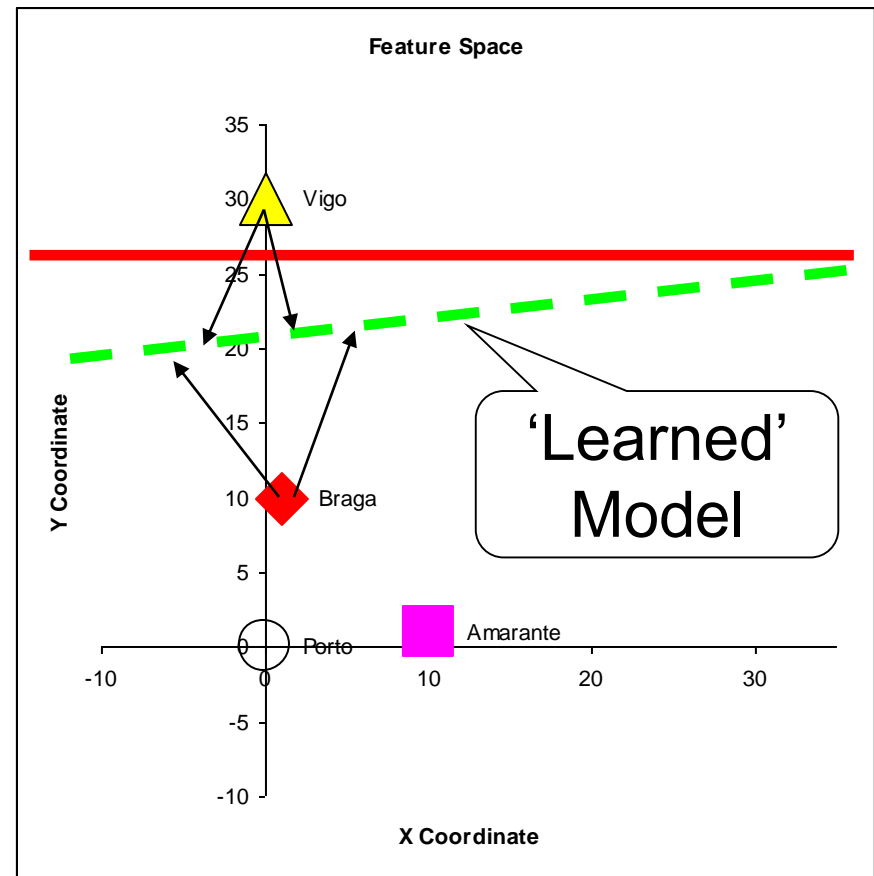 Feature Space
35
30
Vigo
25
20
15
10
Braga
5
0
Porto
Amarante
-10
0
10
20
30
-5
-10
Y Coordinate
X Coordinate
‘Learned’
Model